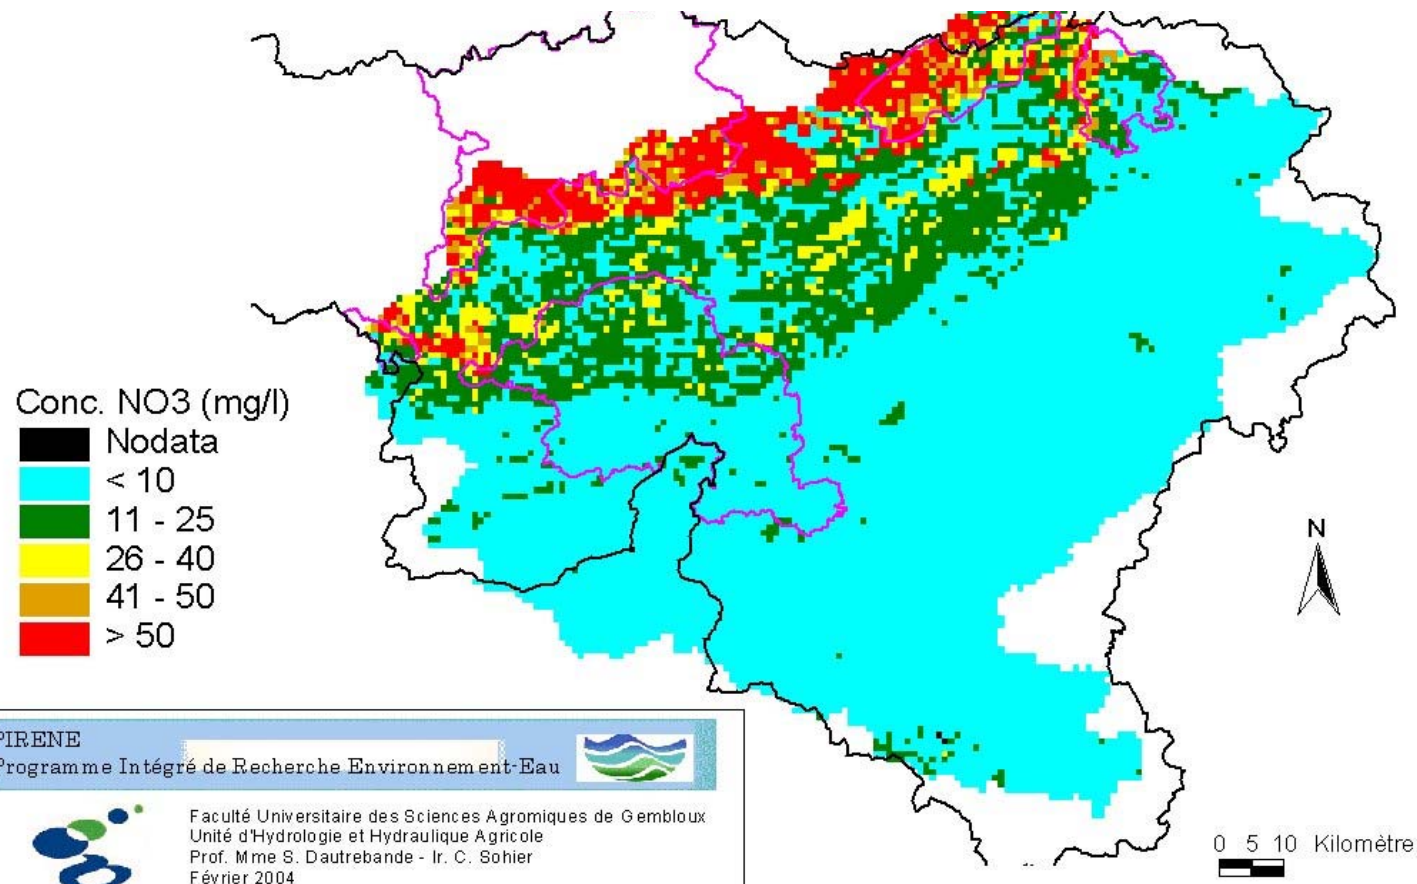 Conc. NO3 (mg/l)
Nodata
< 10
11 - 25
26 - 40
41 - 50
> 50
N
0 5 10 Kilomètre
PIRENE
Programme Intégré de Recherche Environnement-Eau
Faculté Universitaire des Sciences Agromiques de Gembloux
Unité d'Hydrologie et Hydraulique Agricole
Prof. Mme S. Dautrebande - Ir. C. Sohier
Février 2004